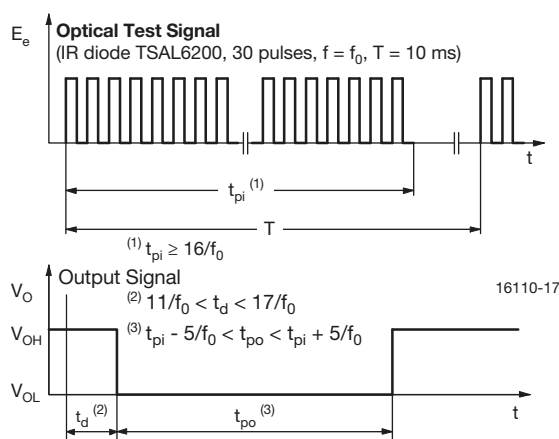 E_e
Optical Test Signal
(IR diode TSAL6200, 30 pulses, f = f_0, T = 10 ms)
t
t_pi ^(1)
T
^(1) t_pi ≥ 16/f_0
V_O
Output Signal
16110-17
^(2) 11/f_0 < t_d < 17/f_0
V_OH
^(3) t_pi - 5/f_0 < t_po < t_pi + 5/f_0
V_OL
t_d ^(2)
t_po ^(3)
t